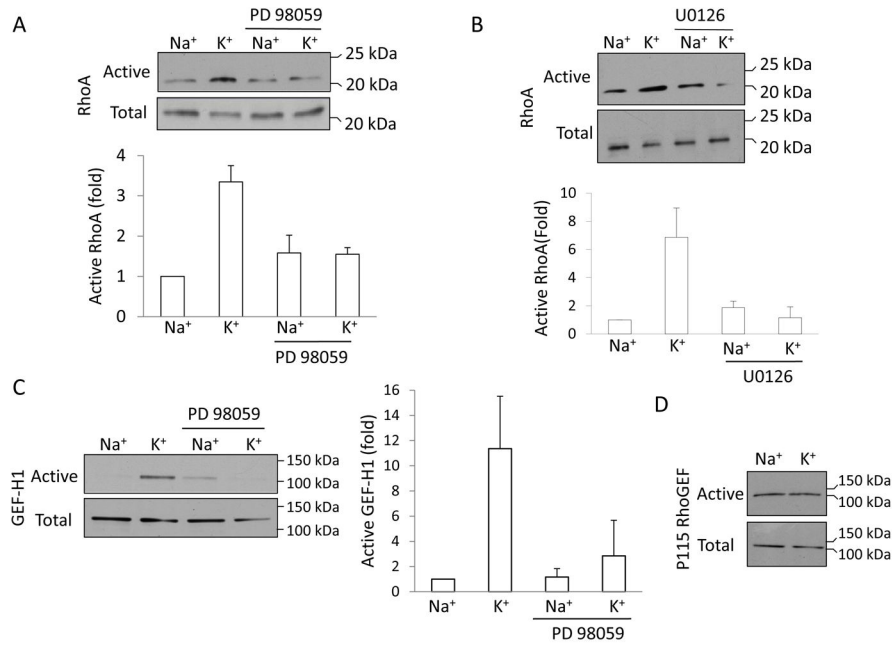 A
PD 98059
Na⁺ K⁺ Na⁺ K⁺
25 kDa
Active
20 kDa
RhoA
Total
20 kDa
Active RhoA (fold)
4
3
2
1
0
Na⁺ K⁺ Na⁺ K⁺
PD 98059
B
U0126
Na⁺ K⁺ Na⁺ K⁺
25 kDa
Active
20 kDa
RhoA
25 kDa
Total
20 kDa
Active RhoA(Fold)
10
8
6
4
2
0
Na⁺ K⁺ Na⁺ K⁺
U0126
C
PD 98059
Na⁺ K⁺ Na⁺ K⁺
150 kDa
Active
100 kDa
GEF-H1
150 kDa
Total
100 kDa
Active GEF-H1 (fold)
16
14
12
10
8
6
4
2
0
Na⁺ K⁺ Na⁺ K⁺
PD 98059
D
Na⁺ K⁺
150 kDa
Active
100 kDa
P115 RhoGEF
150 kDa
Total
100 kDa